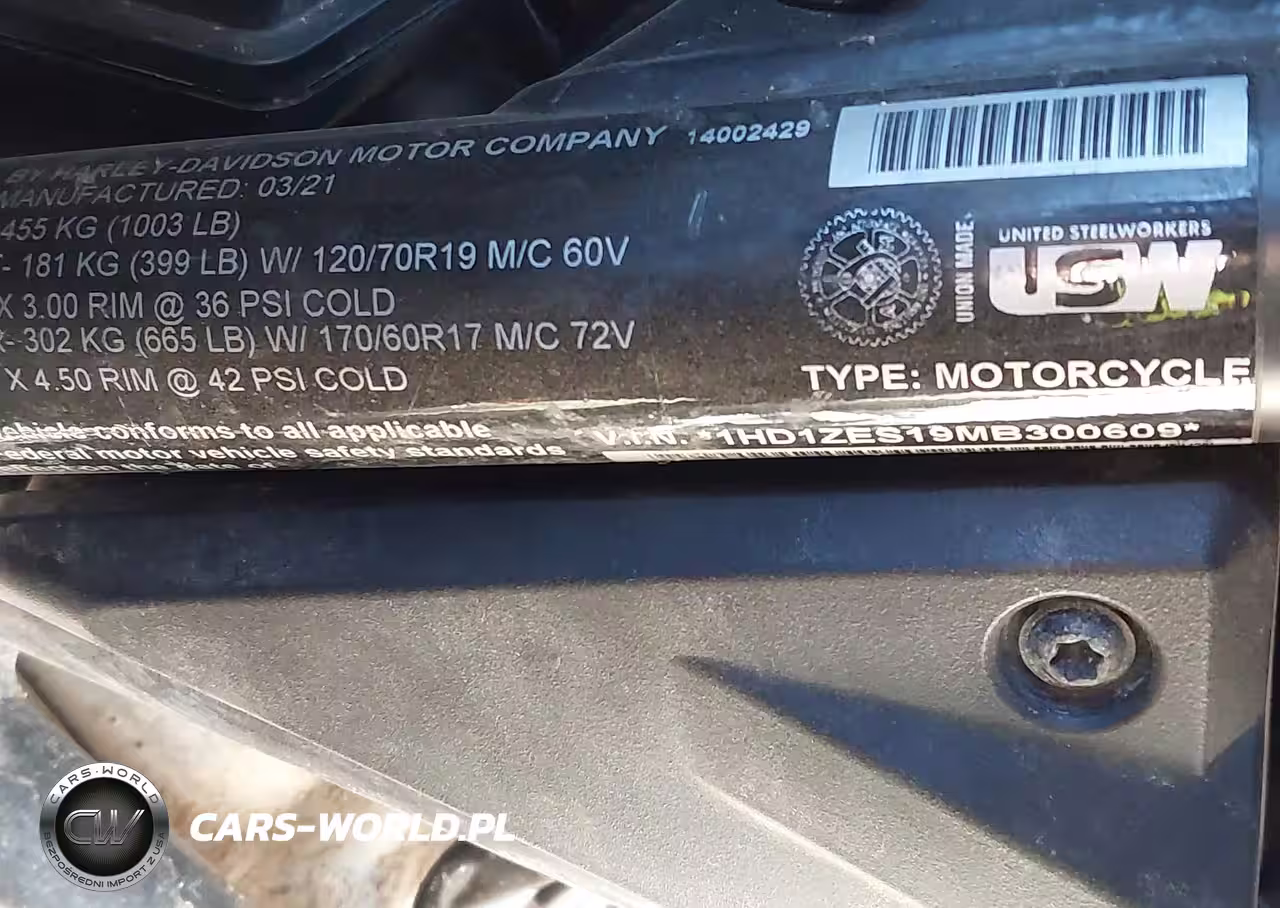 BY HARLEY-DAVIDSON MOTOR COMPANY 14002429
MANUFACTURED: 03/21
455 KG (1003 LB)
- 181 KG (399 LB) W/ 120/70R19 M/C 60V
X 3.00 RIM @ 36 PSI COLD
- 302 KG (665 LB) W/ 170/60R17 M/C 72V
X 4.50 RIM @ 42 PSI COLD
vehicle conforms to all applicable
federal motor vehicle safety standards
UNION MADE
UNITED STEELWORKERS
USW
TYPE: MOTORCYCLE
V.I.N. *1HD1ZES19MB300609*
CARS-WORLD
CW
BEZPOŚREDNI IMPORT Z USA
CARS-WORLD.PL